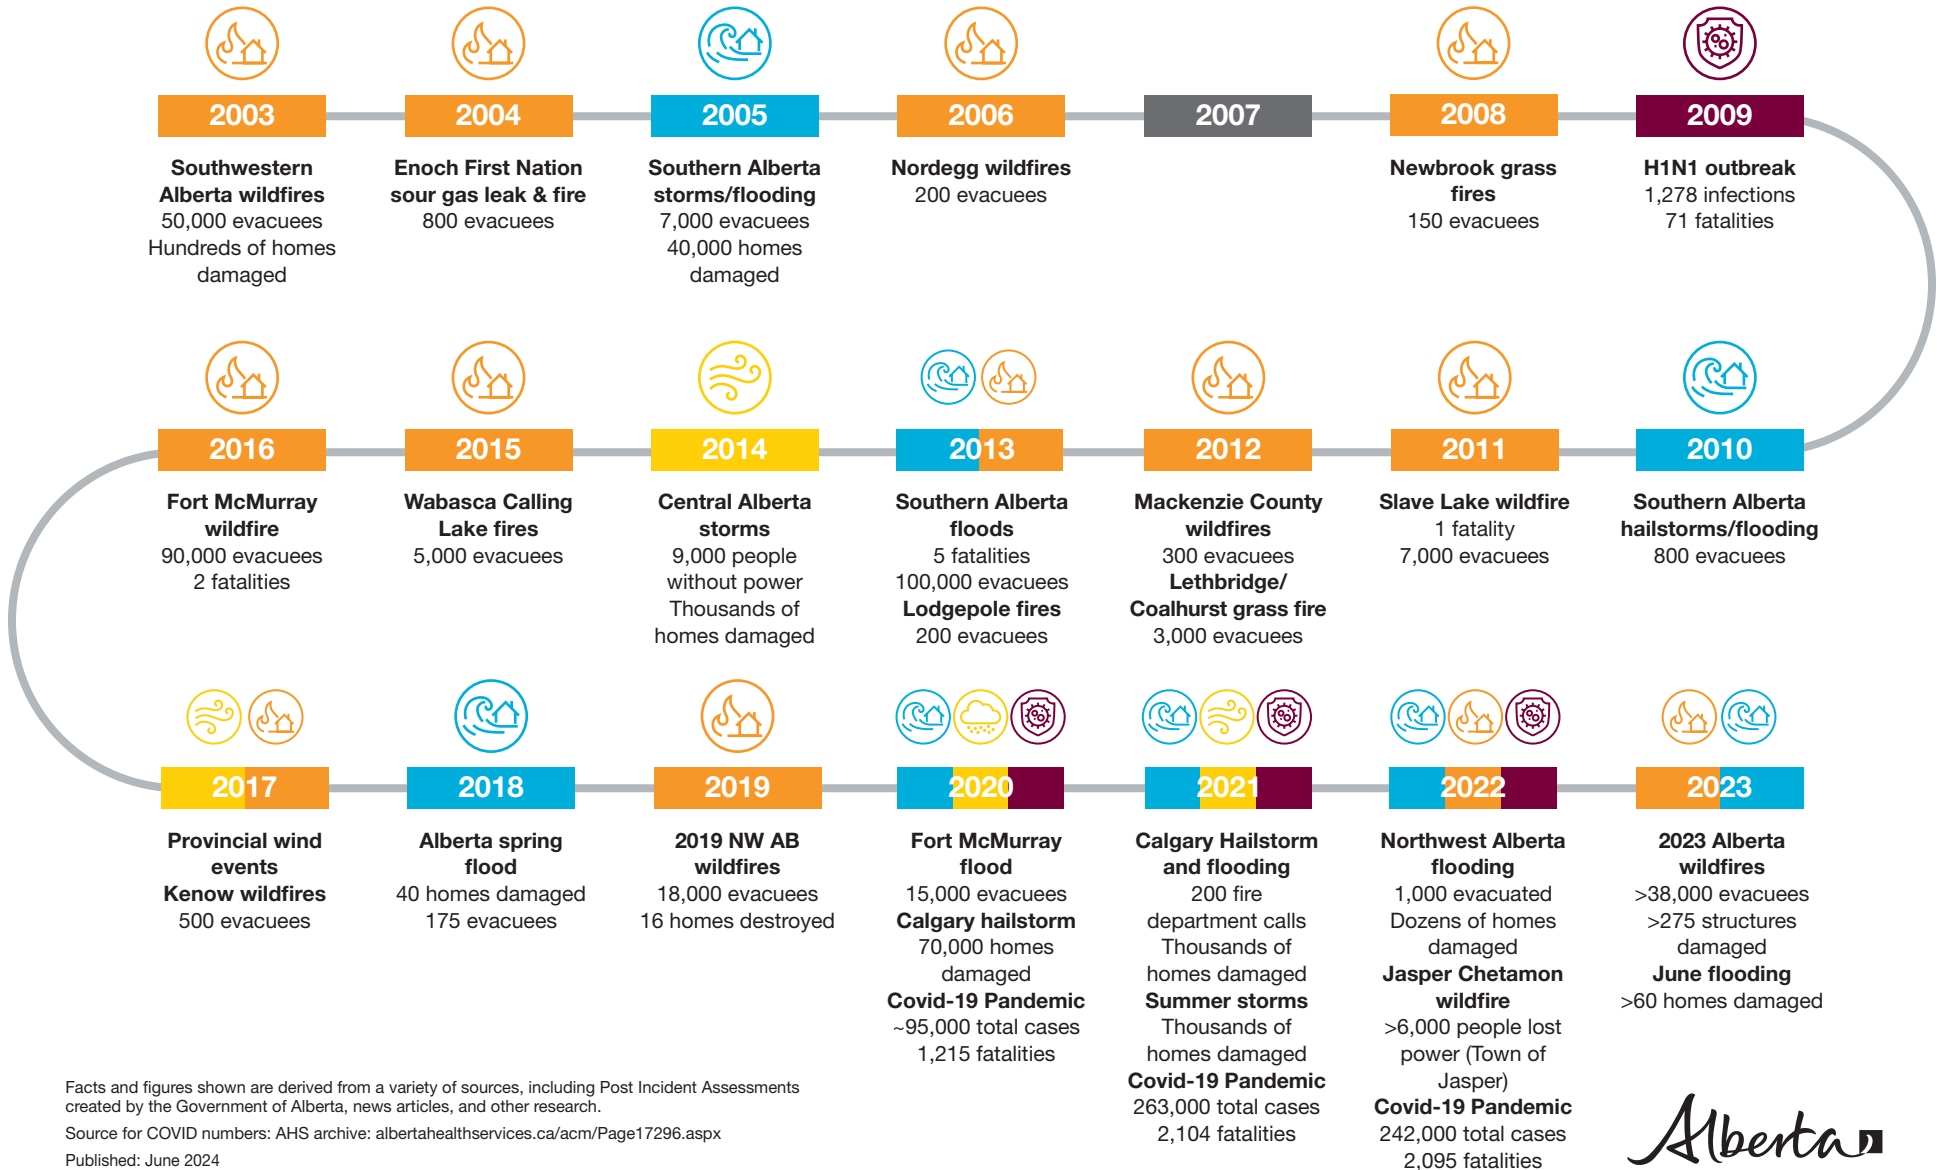 2003
Southwestern
Alberta wildfires
50,000 evacuees
Hundreds of homes
damaged
2004
Enoch First Nation
sour gas leak & fire
800 evacuees
2005
Southern Alberta
storms/flooding
7,000 evacuees
40,000 homes
damaged
2006
Nordegg wildfires
200 evacuees
2007
2008
Newbrook grass
fires
150 evacuees
2009
H1N1 outbreak
1,278 infections
71 fatalities
2016
Fort McMurray
wildfire
90,000 evacuees
2 fatalities
2015
Wabasca Calling
Lake fires
5,000 evacuees
2014
Central Alberta
storms
9,000 people
without power
Thousands of
homes damaged
2013
Southern Alberta
floods
5 fatalities
100,000 evacuees
Lodgepole fires
200 evacuees
2012
Mackenzie County
wildfires
300 evacuees
Lethbridge/
Coalhurst grass fire
3,000 evacuees
2011
Slave Lake wildfire
1 fatality
7,000 evacuees
2010
Southern Alberta
hailstorms/flooding
800 evacuees
2017
Provincial wind
events
Kenow wildfires
500 evacuees
2018
Alberta spring
flood
40 homes damaged
175 evacuees
2019
2019 NW AB
wildfires
18,000 evacuees
16 homes destroyed
2020
Fort McMurray
flood
15,000 evacuees
Calgary hailstorm
70,000 homes
damaged
Covid-19 Pandemic
~95,000 total cases
1,215 fatalities
2021
Calgary Hailstorm
and flooding
200 fire
department calls
Thousands of
homes damaged
Summer storms
Thousands of
homes damaged
Covid-19 Pandemic
263,000 total cases
2,104 fatalities
2022
Northwest Alberta
flooding
1,000 evacuated
Dozens of homes
damaged
Jasper Chetamon
wildfire
>6,000 people lost
power (Town of
Jasper)
Covid-19 Pandemic
242,000 total cases
2,095 fatalities
2023
2023 Alberta
wildfires
>38,000 evacuees
>275 structures
damaged
June flooding
>60 homes damaged
Facts and figures shown are derived from a variety of sources, including Post Incident Assessments
created by the Government of Alberta, news articles, and other research.
Source for COVID numbers: AHS archive: albertahealthservices.ca/acm/Page17296.aspx
Published: June 2024
Alberta